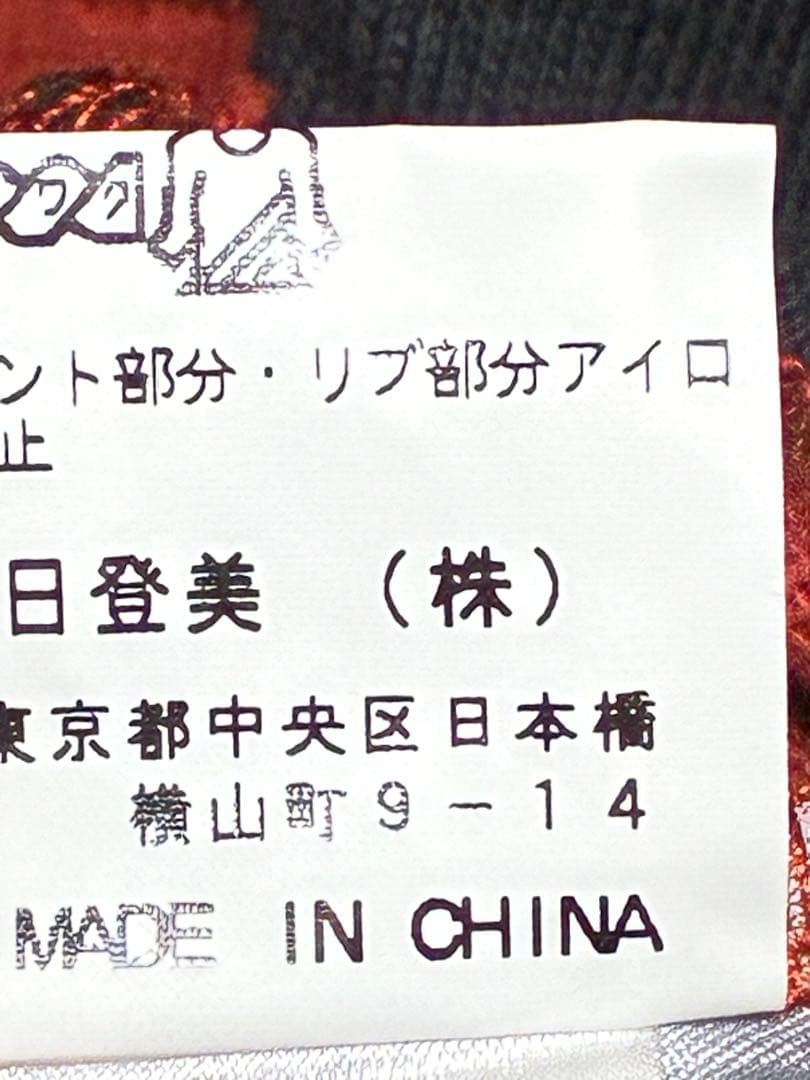 ント部分・リブ部分アイロ
止
日登美 (株)
東京都中央区日本橋
横山町9-14
MADE IN CHINA